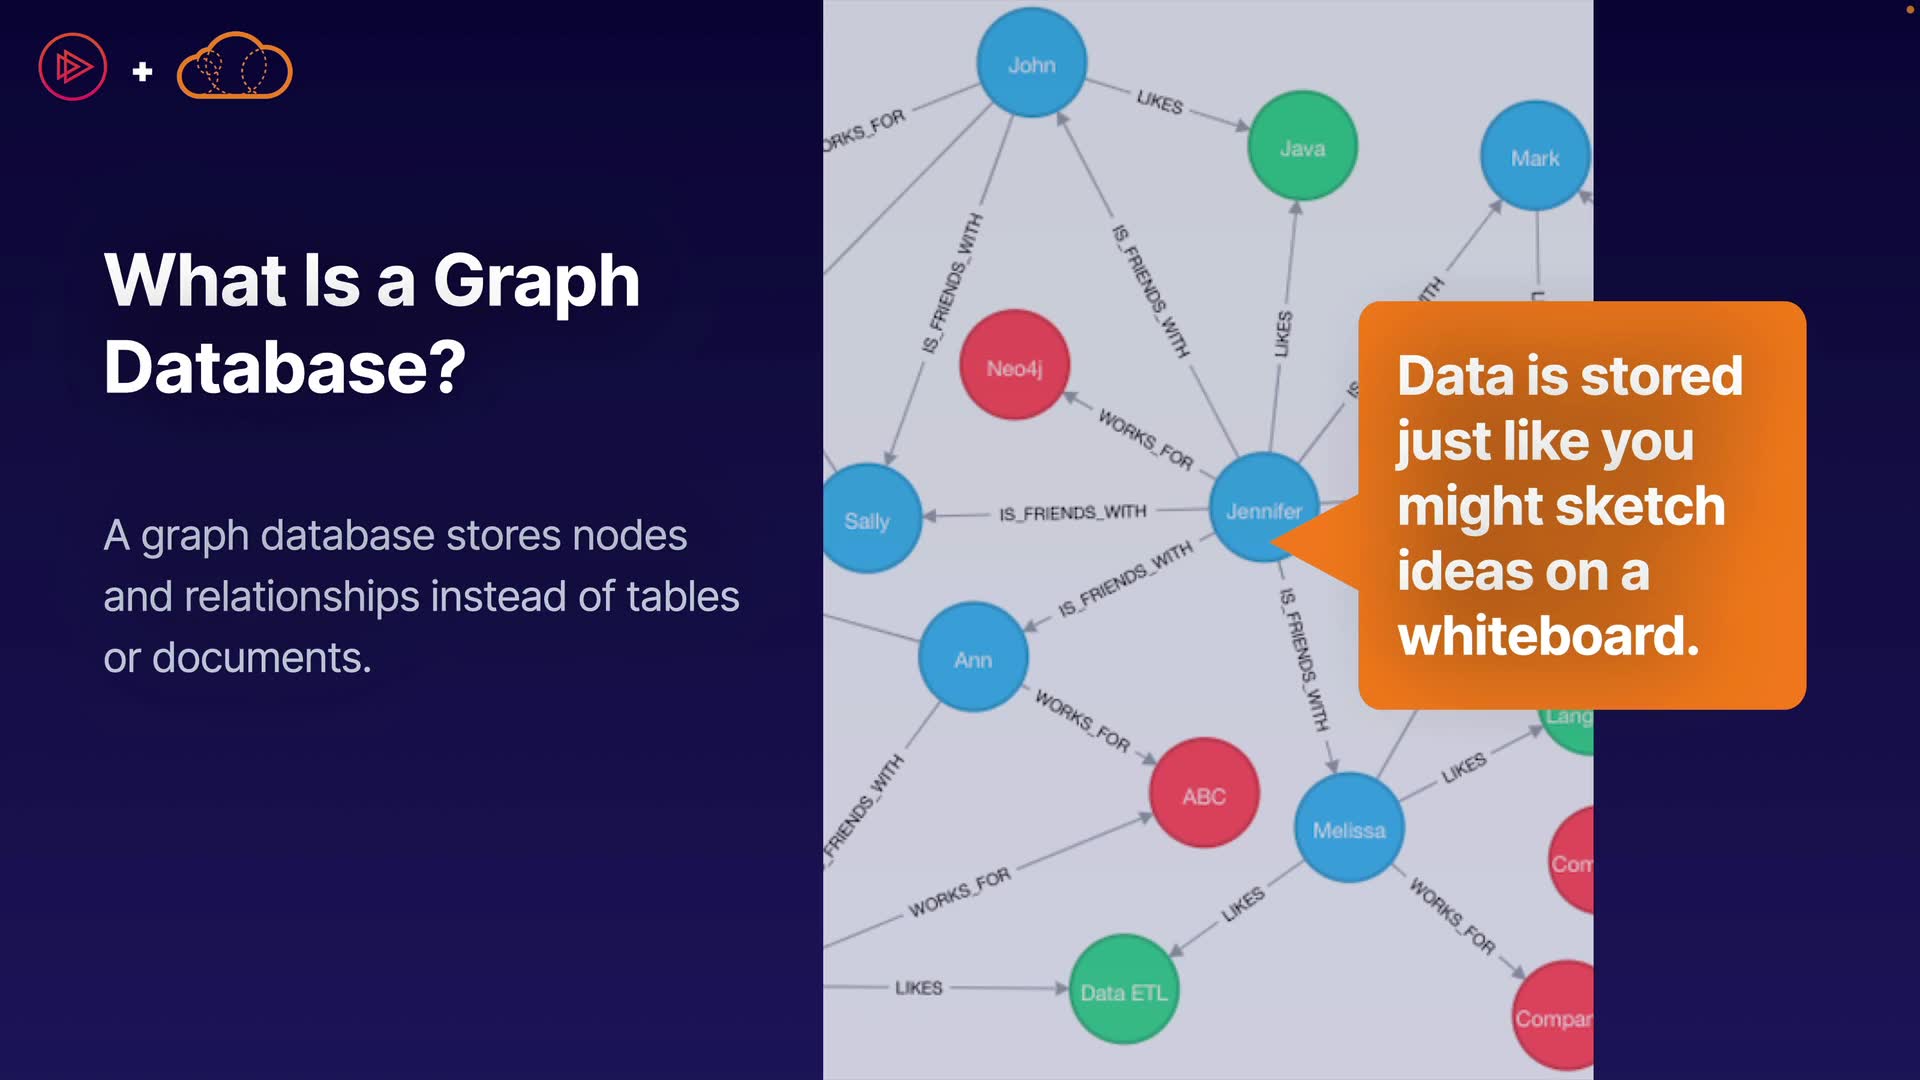 What Is a Graph
Database?
A graph database stores nodes
and relationships instead of tables
or documents.
John
LIKES
ORKS_FOR
Java
Mark
IS_FRIENDS_WITH
IS_FRIENDS_WITH
LIKES
ITH
Neo4j
WORKS_FOR
Data is stored
just like you
might sketch
ideas on a
whiteboard.
Sally
IS_FRIENDS_WITH
Jennifer
IS_FRIENDS_WITH
IS_FRIENDS_WITH
Ann
WORKS_FOR
Lang
LIKES
_FRIENDS_WITH
ABC
Melissa
Com
WORKS_FOR
LIKES
WORKS_FOR
LIKES
Data ETL
Compar